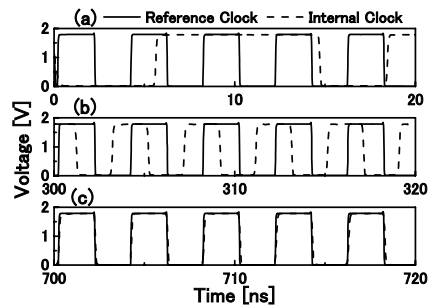 Reference Clock Internal Clock
(a)
2
1
0
0 10 20
(b)
2
1
0
300 310 320
(c)
2
1
0
700 710 720
Voltage [V]
Time [ns]